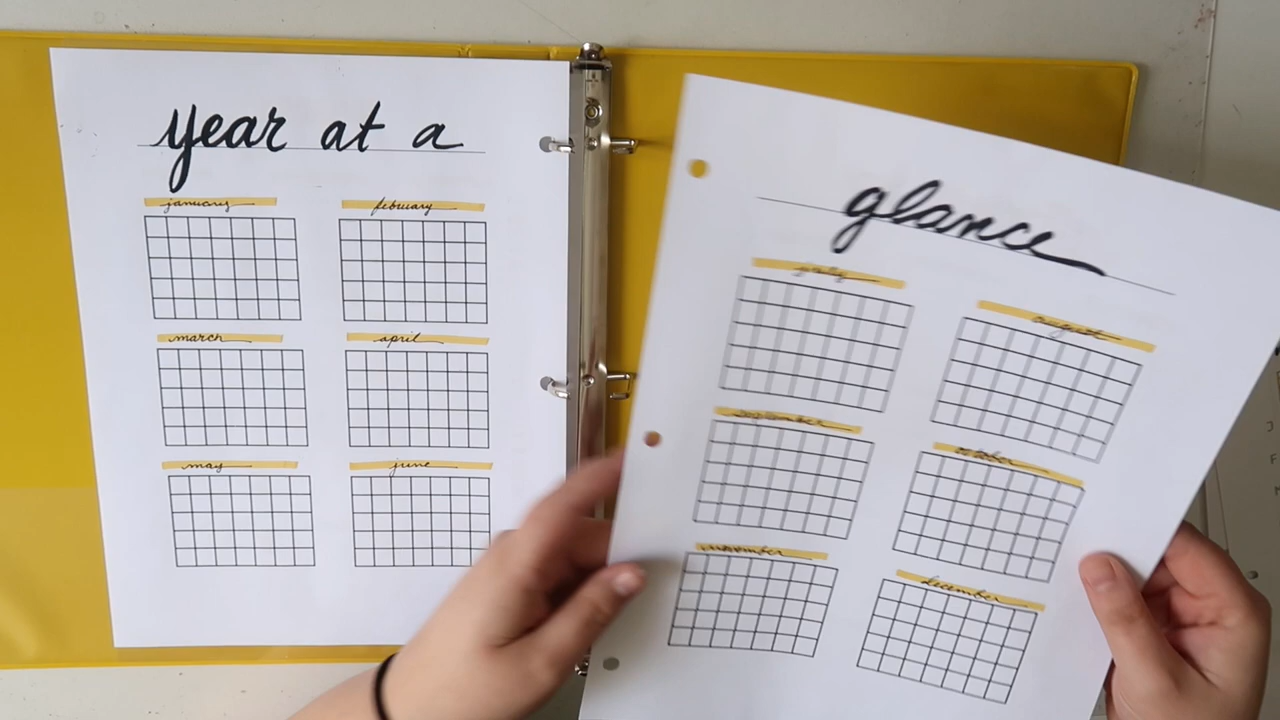 year at a
january february
march april
may june
glance
july august
september october
november december